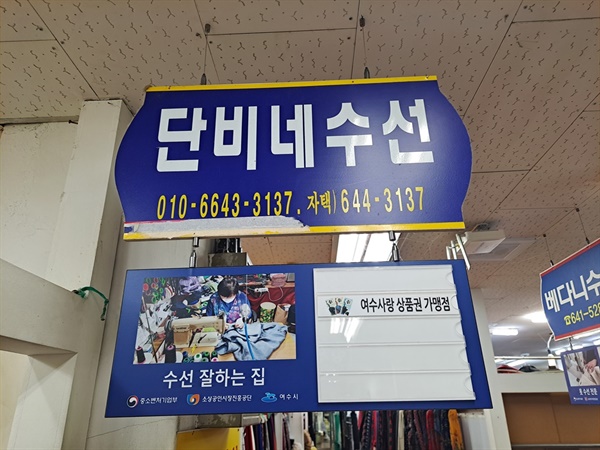 단비네수선
010-6643-3137. 자택)644-3137
여수사랑 상품권 가맹점
수선 잘하는 집
중소벤처기업부 소상공인시장진흥공단 여수시
베다니수
☎641-528